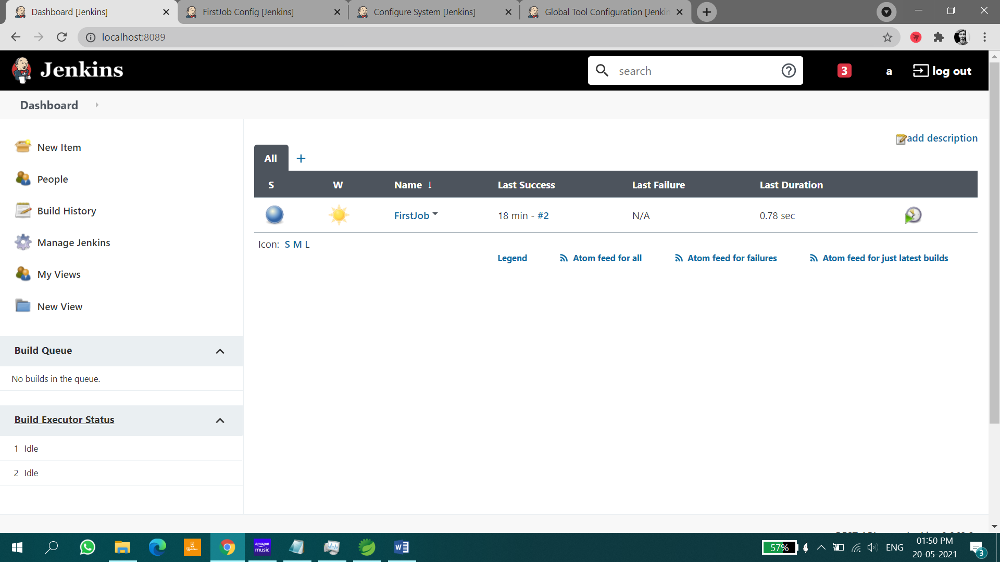 Dashboard [Jenkins]
FirstJob Config [Jenkins]
Configure System [Jenkins]
Global Tool Configuration [Jenkin
localhost:8089
Jenkins
search
3
a
log out
Dashboard
New Item
People
Build History
Manage Jenkins
My Views
New View
Build Queue
No builds in the queue.
Build Executor Status
1 Idle
2 Idle
add description
All +
S W Name ↓ Last Success Last Failure Last Duration
FirstJob 18 min - #2 N/A 0.78 sec
Icon: S M L
Legend Atom feed for all Atom feed for failures Atom feed for just latest builds
amazon
music
57%
ENG
01:50 PM
20-05-2021
3